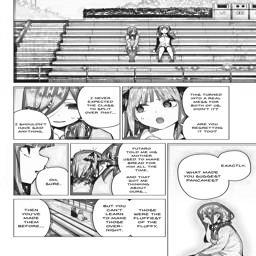 THIS TURNED
INTO A REAL
MESS FOR
BOTH OF US,
DIDN'T IT?
ARE YOU
REGRETTING
IT TOO?
I NEVER
EXPECTED
THE CLASS
TO SPLIT
OVER THAT...
I SHOULDN'T
HAVE SAID
ANYTHING.
EXACTLY.
WHAT MADE
YOU SUGGEST
PANCAKES?
FUTARO
TOLD ME HIS
MOTHER
USED TO MAKE
BREAD FOR
HIM ALL
THE TIME.
AND THAT
GOT ME
THINKING
ABOUT
OURS...
OH,
SURE.
THOSE
WERE THE
FLUFFIEST
OF THE
FLUFFY.
BUT YOU
CAN'T
LEARN TO
MAKE
THOSE
OVER-
NIGHT.
THEN
YOU'VE
MADE
THEM
BEFORE...